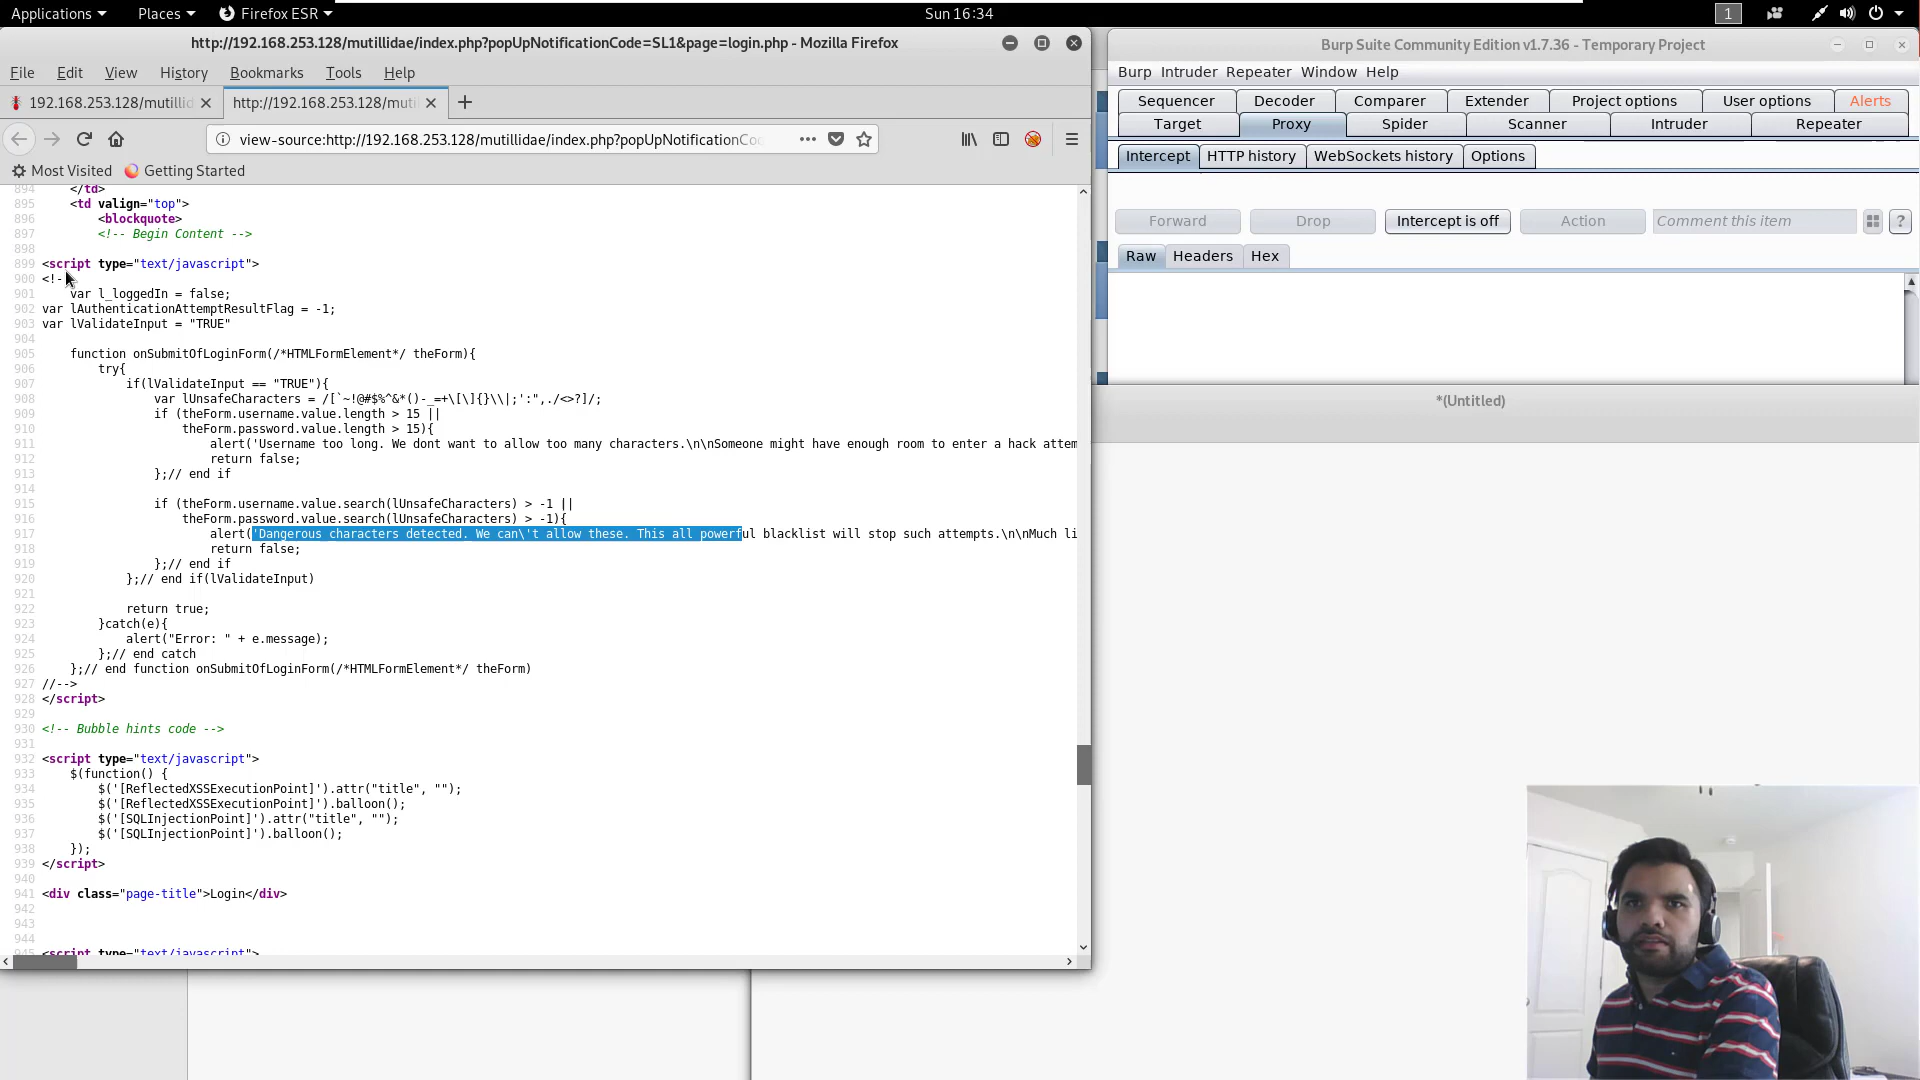 Applications
Places
Firefox ESR
Sun 16:34
1
http://192.168.253.128/mutillidae/index.php?popUpNotificationCode=SL1&page=login.php - Mozilla Firefox
File Edit View History Bookmarks Tools Help
192.168.253.128/mutillid
http://192.168.253.128/muti
view-source:http://192.168.253.128/mutillidae/index.php?popUpNotificationCo
Most Visited
Getting Started
894 </td>
895 <td valign="top">
896 <blockquote>
897 <!-- Begin Content -->
898
899 <script type="text/javascript">
900 <!-
901 var l_loggedIn = false;
902 var lAuthenticationAttemptResultFlag = -1;
903 var lValidateInput = "TRUE"
904
905 function onSubmitOfLoginForm(/*HTMLFormElement*/ theForm){
906 try{
907 if(lValidateInput == "TRUE"){
908 var lUnsafeCharacters = /[`~!@#$%^&*()-_=+\[\]{}\\|;':",./<>?]/;
909 if (theForm.username.value.length > 15 ||
910 theForm.password.value.length > 15){
911 alert('Username too long. We dont want to allow too many characters.\n\nSomeone might have enough room to enter a hack attem
912 return false;
913 };// end if
914
915 if (theForm.username.value.search(lUnsafeCharacters) > -1 ||
916 theForm.password.value.search(lUnsafeCharacters) > -1){
917 alert('Dangerous characters detected. We can\'t allow these. This all powerful blacklist will stop such attempts.\n\nMuch li
918 return false;
919 };// end if
920 };// end if(lValidateInput)
921
922 return true;
923 }catch(e){
924 alert("Error: " + e.message);
925 };// end catch
926 };// end function onSubmitOfLoginForm(/*HTMLFormElement*/ theForm)
927 //-->
928 </script>
929
930 <!-- Bubble hints code -->
931
932 <script type="text/javascript">
933 $(function() {
934 $('[ReflectedXSSExecutionPoint]').attr("title", "");
935 $('[ReflectedXSSExecutionPoint]').balloon();
936 $('[SQLInjectionPoint]').attr("title", "");
937 $('[SQLInjectionPoint]').balloon();
938 });
939 </script>
940
941 <div class="page-title">Login</div>
942
943
944
945 <script type="text/javascript">
Burp Suite Community Edition v1.7.36 - Temporary Project
Burp Intruder Repeater Window Help
Sequencer Decoder Comparer Extender Project options User options Alerts
Target Proxy Spider Scanner Intruder Repeater
Intercept HTTP history WebSockets history Options
Forward Drop Intercept is off Action Comment this item ?
Raw Headers Hex
*(Untitled)